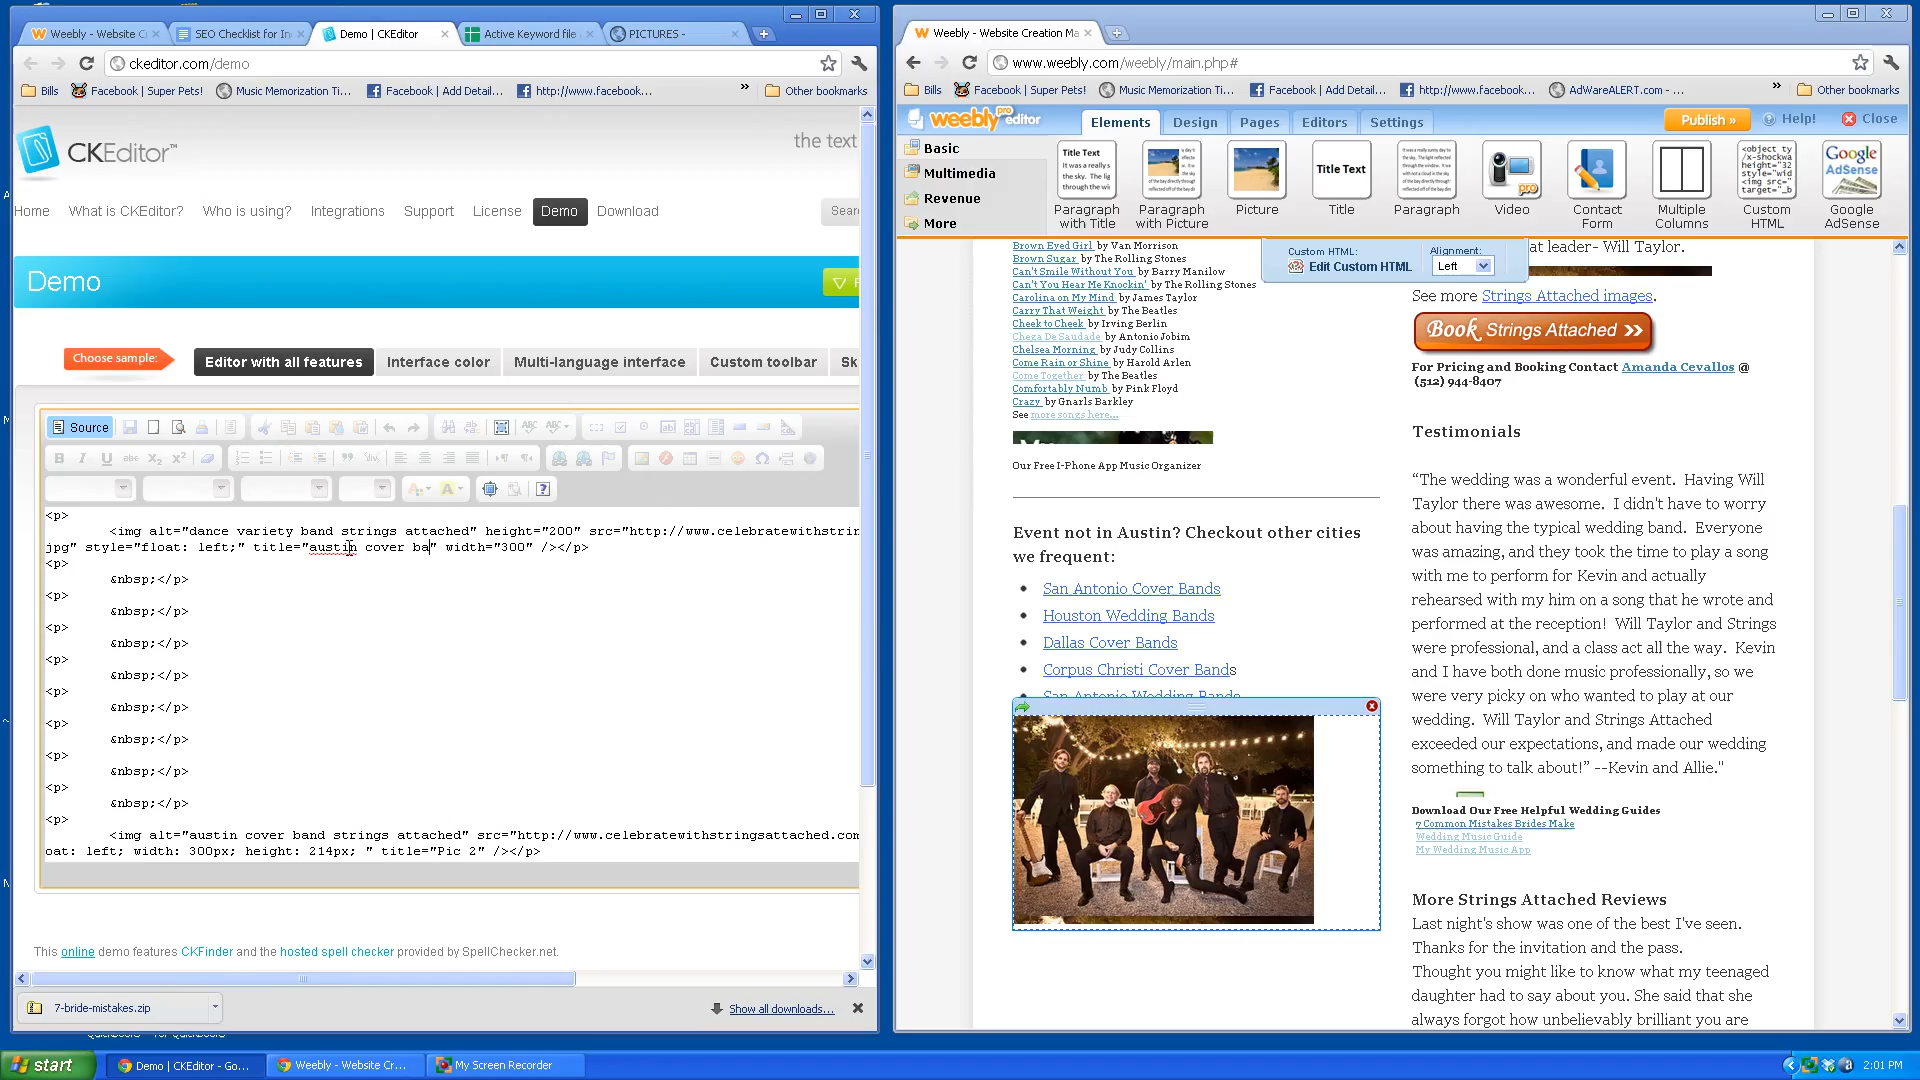 Weebly - Website C
SEO Checklist for In
Demo | CKEditor
Active Keyword file
PICTURES -
ckeditor.com/demo
Bills
Facebook | Super Pets!
Music Memorization Ti...
Facebook | Add Detail...
http://www.facebook...
Other bookmarks
CKEditor™
the text
Home
What is CKEditor?
Who is using?
Integrations
Support
License
Demo
Download
Sear
Demo
Choose sample:
Editor with all features
Interface color
Multi-language interface
Custom toolbar
Sk
Source
<p>
<img alt="dance variety band strings attached" height="200" src="http://www.celebratewithstrin
jpg" style="float: left;" title="austin cover ba" width="300" /></p>
<p>
&nbsp;</p>
<p>
&nbsp;</p>
<p>
&nbsp;</p>
<p>
&nbsp;</p>
<p>
&nbsp;</p>
<p>
&nbsp;</p>
<p>
&nbsp;</p>
<p>
&nbsp;</p>
<p>
<img alt="austin cover band strings attached" src="http://www.celebratewithstringsattached.com
oat: left; width: 300px; height: 214px; " title="Pic 2" /></p>
This online demo features CKFinder and the hosted spell checker provided by SpellChecker.net.
7-bride-mistakes.zip
Show all downloads...
Weebly - Website Creation Ma
www.weebly.com/weebly/main.php#
Bills
Facebook | Super Pets!
Music Memorization Ti...
Facebook | Add Detail...
http://www.facebook...
AdWareALERT.com - ...
Other bookmarks
weebly pro editor
Elements
Design
Pages
Editors
Settings
Publish »
Help!
Close
Basic
Multimedia
Revenue
More
Paragraph with Title
Paragraph with Picture
Picture
Title Text
Title
Paragraph
pro
Video
Contact Form
Multiple Columns
Custom HTML
Google AdSense
Google AdSense
Custom HTML:
Edit Custom HTML
Alignment:
Left
Brown Eyed Girl by Van Morrison
Brown Sugar by The Rolling Stones
Can't Smile Without You by Barry Manilow
Can't You Hear Me Knockin' by The Rolling Stones
Carolina on My Mind by James Taylor
Carry That Weight by The Beatles
Cheek to Cheek by Irving Berlin
Chega De Saudade by Antonio Jobim
Chelsea Morning by Judy Collins
Come Rain or Shine by Harold Arlen
Come Together by The Beatles
Comfortably Numb by Pink Floyd
Crazy by Gnarls Barkley
See more songs here...
Our Free I-Phone App Music Organizer
Event not in Austin? Checkout other cities
we frequent:
San Antonio Cover Bands
Houston Wedding Bands
Dallas Cover Bands
Corpus Christi Cover Bands
San Antonio Wedding Bands
at leader- Will Taylor.
See more Strings Attached images.
Book Strings Attached >>
For Pricing and Booking Contact Amanda Cevallos @
(512) 944-8407
Testimonials
“The wedding was a wonderful event. Having Will
Taylor there was awesome. I didn't have to worry
about having the typical wedding band. Everyone
was amazing, and they took the time to play a song
with me to perform for Kevin and actually
rehearsed with my him on a song that he wrote and
performed at the reception! Will Taylor and Strings
were professional, and a class act all the way. Kevin
and I have both done music professionally, so we
were very picky on who wanted to play at our
wedding. Will Taylor and Strings Attached
exceeded our expectations, and made our wedding
something to talk about!” --Kevin and Allie."
Download Our Free Helpful Wedding Guides
7 Common Mistakes Brides Make
Wedding Music Guide
My Wedding Music App
More Strings Attached Reviews
Last night's show was one of the best I've seen.
Thanks for the invitation and the pass.
Thought you might like to know what my teenaged
daughter had to say about you. She said that she
always forgot how unbelievably brilliant you are
start
Demo | CKEditor - Go...
Weebly - Website Cr...
My Screen Recorder
2:01 PM